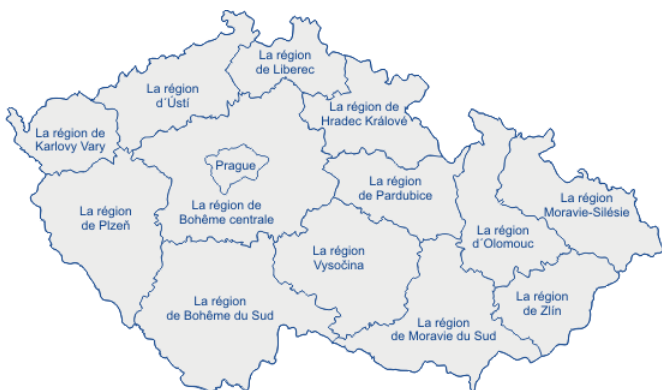 La région
de Liberec
La région
d´Ústí
La région de
Hradec Králové
La région de
Karlovy Vary
Prague
La région
de Pardubice
La région
Moravie-Silésie
La région
de Plzeň
La région de
Bohême centrale
La région
d´Olomouc
La région
Vysočina
La région
de Bohême du Sud
La région
de Zlín
La région
de Moravie du Sud